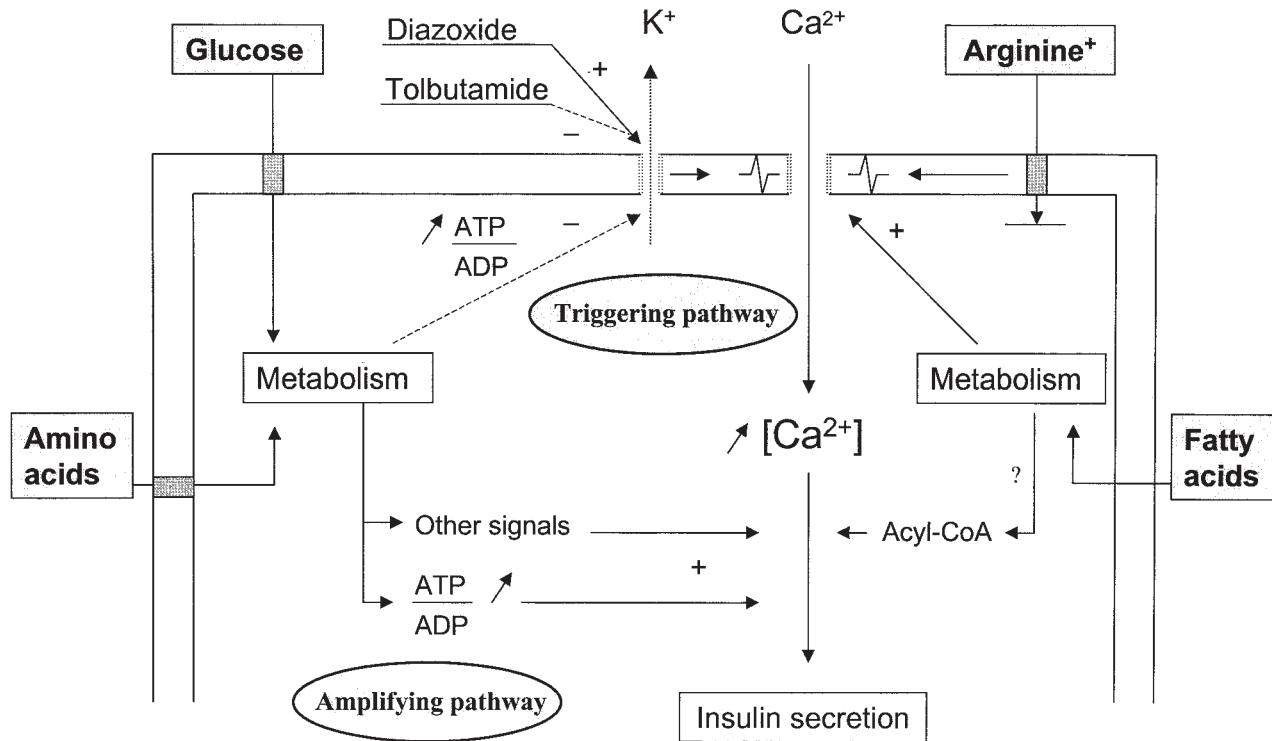 K⁺
Ca²⁺
Glucose
Diazoxide
Arginine⁺
+
Tolbutamide
–
ATP
ADP
–
+
Triggering pathway
Metabolism
Metabolism
Amino
acids
[Ca²⁺]
Fatty
acids
?
Other signals
Acyl-CoA
+
ATP
ADP
Amplifying pathway
Insulin secretion